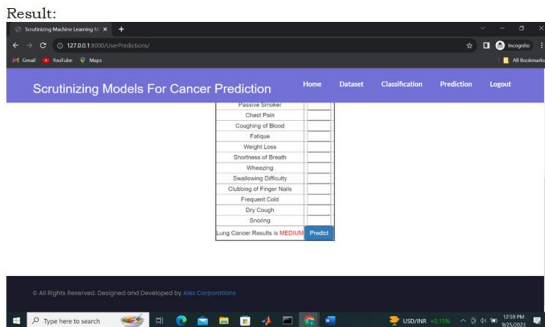 Result:
Scrutinizing Machine Learning M
127.0.0.1:8000/UserPredictions/
Incognito
Gmail YouTube Maps
All Bookmarks
Scrutinizing Models For Cancer Prediction
Home Dataset Classification Prediction Logout
Passive Smoker
Chest Pain
Coughing of Blood
Fatique
Weight Loss
Shortness of Breath
Wheezing
Swallowing Difficulty
Clubbing of Finger Nails
Frequent Cold
Dry Cough
Snoring
Lung Cancer Results is MEDIUM Predict
© All Rights Reserved. Designed and Developed by Alex Corporations
Type here to search
USD/INR +0.15%
12:59 PM
9/25/2023